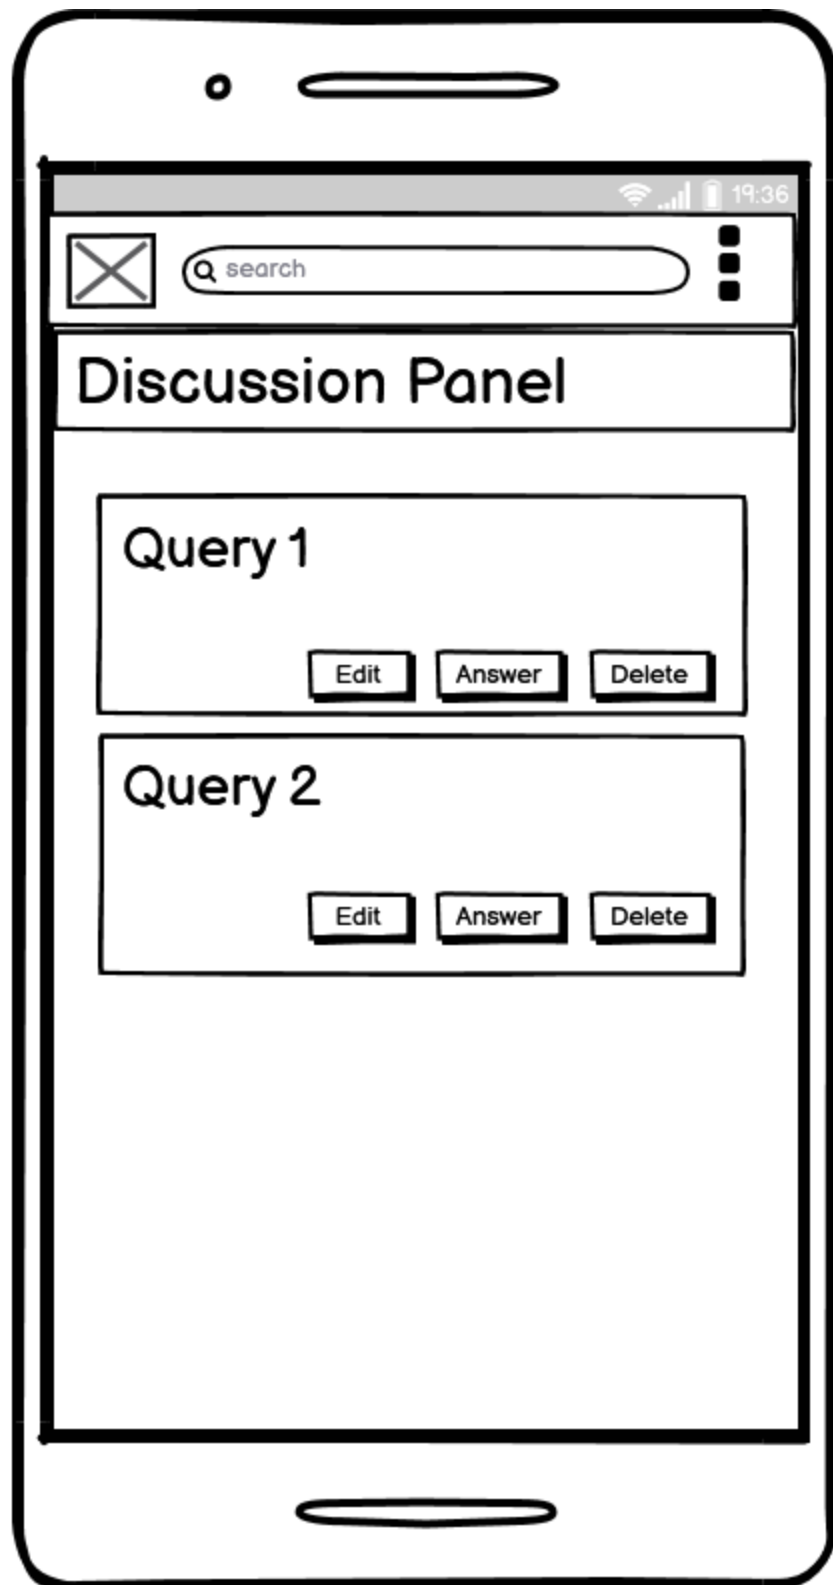 19:36
search
Discussion Panel
Query 1
Edit Answer Delete
Query 2
Edit Answer Delete